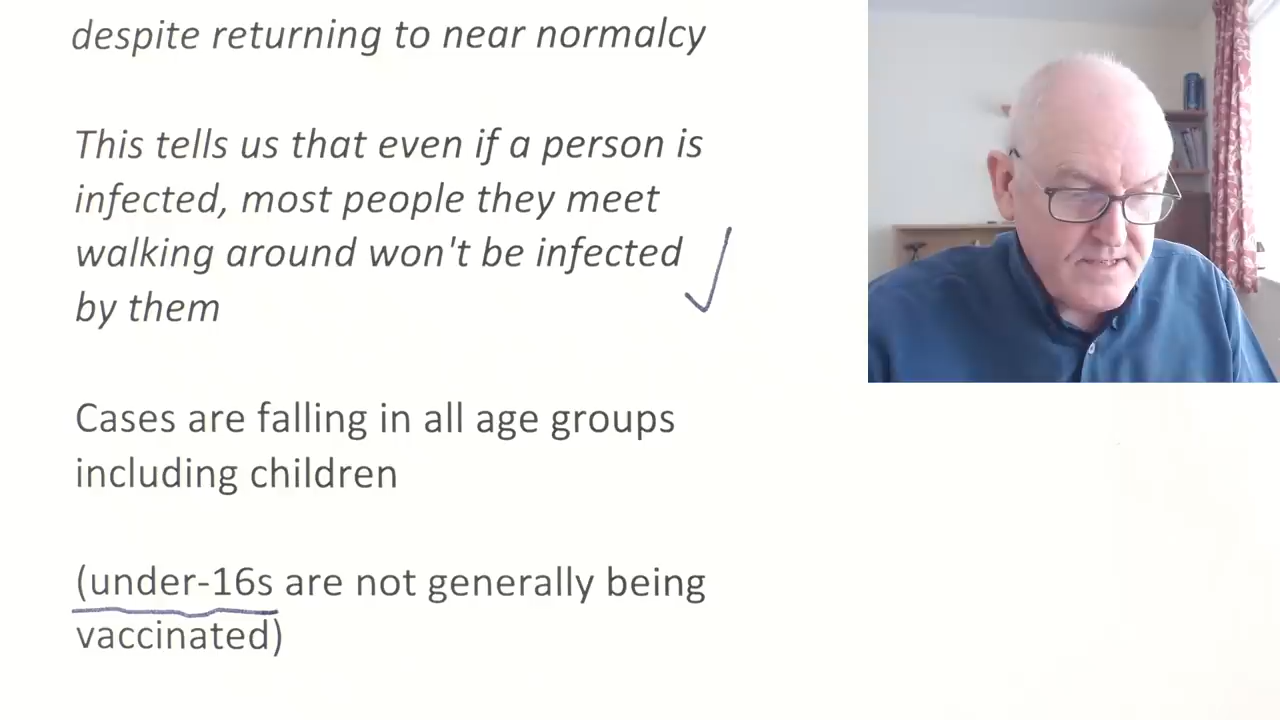 despite returning to near normalcy
This tells us that even if a person is
infected, most people they meet
walking around won't be infected
by them
Cases are falling in all age groups
including children
(under-16s are not generally being
vaccinated)